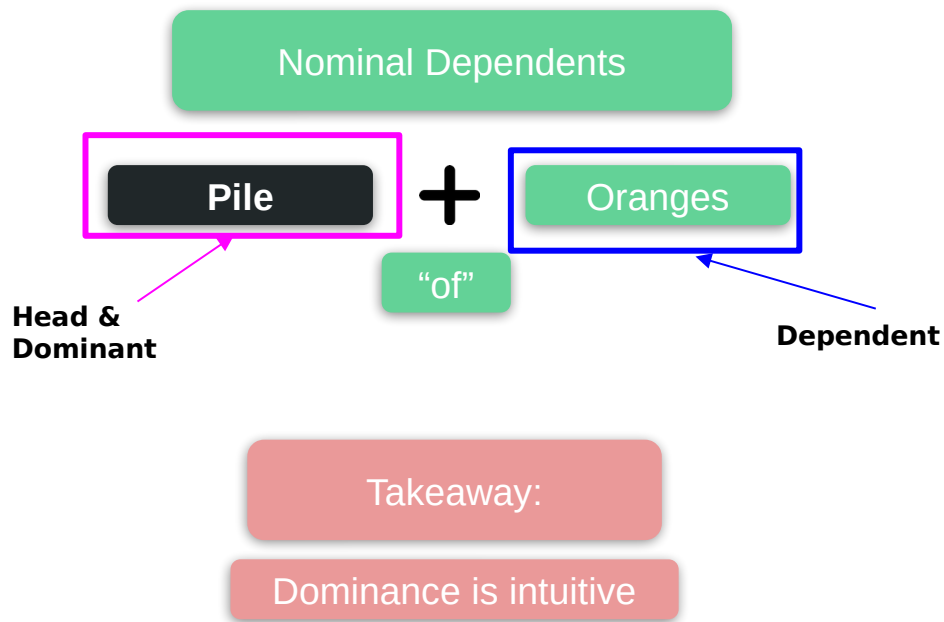 Nominal Dependents
Pile
Oranges
“of”
Head &
Dominant
Dependent
Takeaway:
Dominance is intuitive